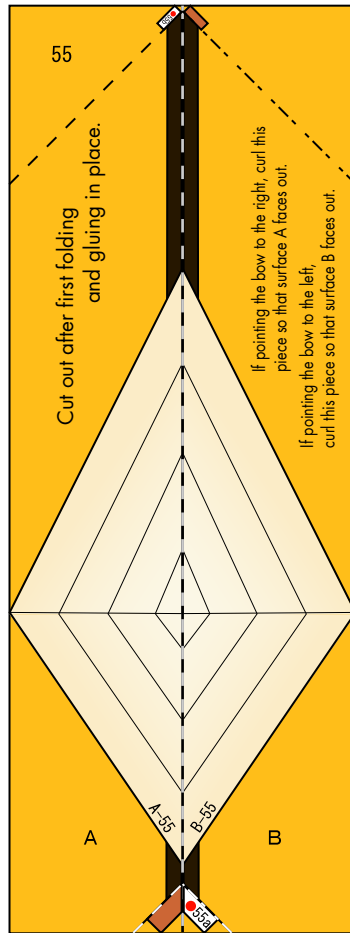 55
Cut out after first folding
and gluing in place.
If pointing the bow to the right, curl this
piece so that surface A faces out.
If pointing the bow to the left,
curl this piece so that surface B faces out.
A-55
B-55
A
B
55a